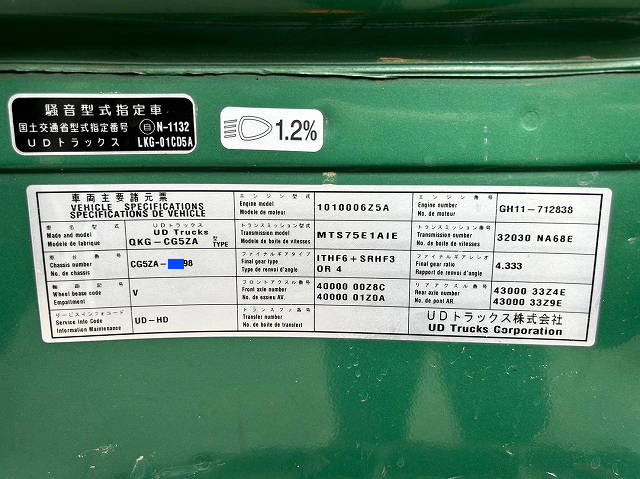 騒音型式指定車
国土交通省型式指定番号 自 N-1132
UDトラックス LKG-01CD5A
1.2%
車両主要諸元票
VEHICLE SPECIFICATIONS
SPECIFICATIONS DE VEHICLE
車名型式
Made and model
Modele de fabrique
UDトラックス
UD Trucks
QKG-CG5ZA 型 TYPE
車台番号
Chassis number
No. de chassis
CG5ZA- 98
軸距記号
Wheel base code
Empattement
V
サービスインフォコード
Service Info Code
Information Maintenance
UD-HD
エンジン型式
Engine model
Modele de moteur
1010006Z5A
トランスミッション型式
Transmission model
Modele de boite de vitesses
MTS75E1AIE
ファイナルギアタイプ
Final gear type
Type de renvoi d'angle
ITHF6+SRHF3
0R 4
フロントアクスル番号
Front axle number
No. de essieu AV.
40000 00Z8C
40000 01Z0A
トランスファ番号
Transfer number
No. de boite de transfert
エンジン番号
Engine number
No. de moteur
GH11-712838
トランスミッション番号
Transmission number
No. de boite de vitesses
32030 NA68E
ファイナルギアレシオ
Final gear ratio
Rapport de renvoi d'angle
4.333
リアアクスル番号
Rear axle number
No. de pont AR.
43000 33Z4E
43000 33Z9E
UDトラックス株式会社
UD Trucks Corporation